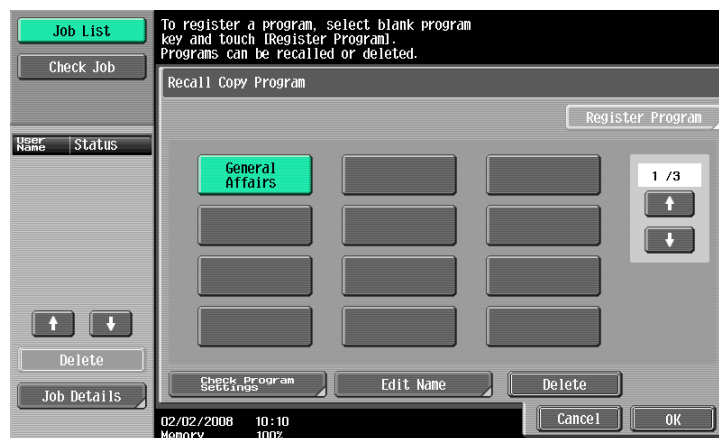 Job List
Check Job
User Name Status
Delete
Job Details
To register a program, select blank program
key and touch [Register Program].
Programs can be recalled or deleted.
Recall Copy Program
Register Program
General
Affairs
1 /3
Check Program
Settings
Edit Name
Delete
02/02/2008 10:10
Memory 100%
Cancel
OK